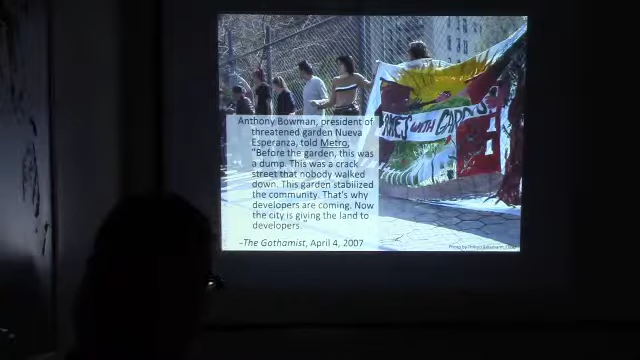 Anthony Bowman, president of
threatened garden Nueva
Esperanza, told Metro,
"Before the garden, this was
a dump. This was a crack
street that nobody walked
down. This garden stabilized
the community. That's why
developers are coming. Now
the city is giving the land to
developers."
–The Gothamist, April 4, 2007
WITH